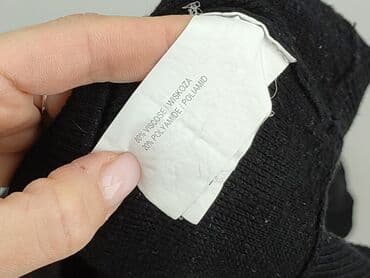 80% VISCOSE | WISKOZA
20% POLYAMIDE | POLIAMID